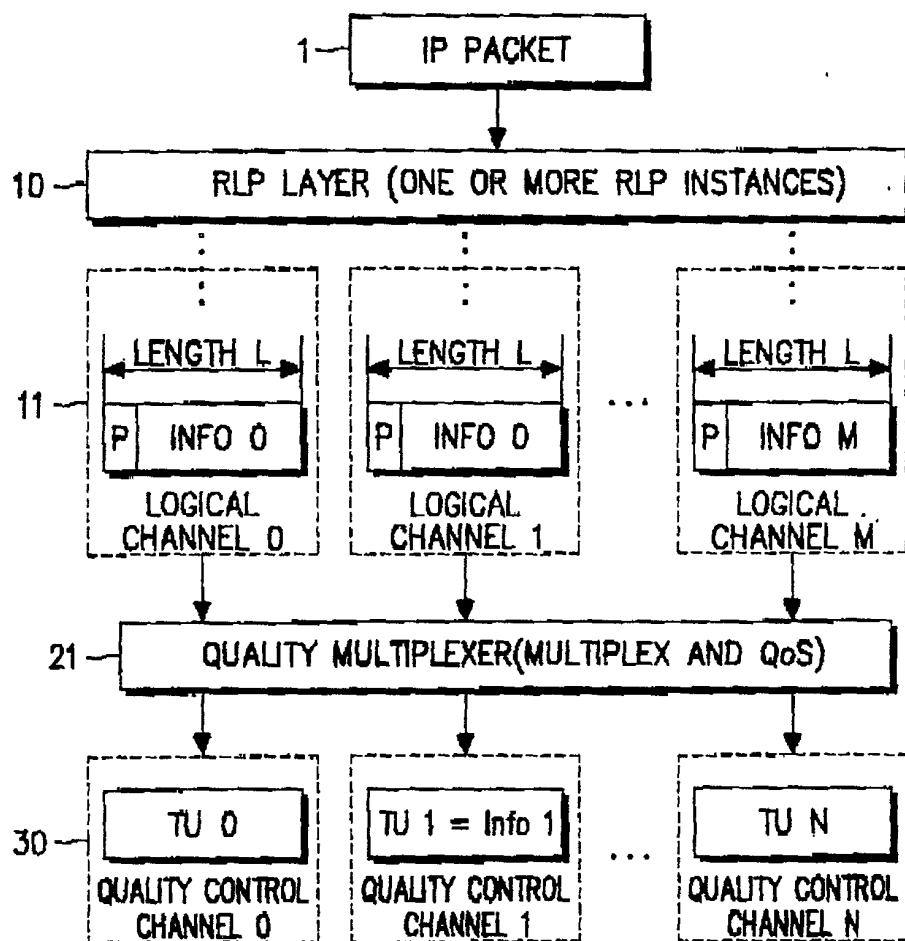 1
IP PACKET
10
RLP LAYER (ONE OR MORE RLP INSTANCES)
LENGTH L
LENGTH L
LENGTH L
11
P INFO 0
P INFO 0
...
P INFO M
LOGICAL
CHANNEL 0
LOGICAL
CHANNEL 1
LOGICAL
CHANNEL M
21
QUALITY MULTIPLEXER(MULTIPLEX AND QoS)
30
TU 0
TU 1 = Info 1
...
TU N
QUALITY CONTROL
CHANNEL 0
QUALITY CONTROL
CHANNEL 1
QUALITY CONTROL
CHANNEL N